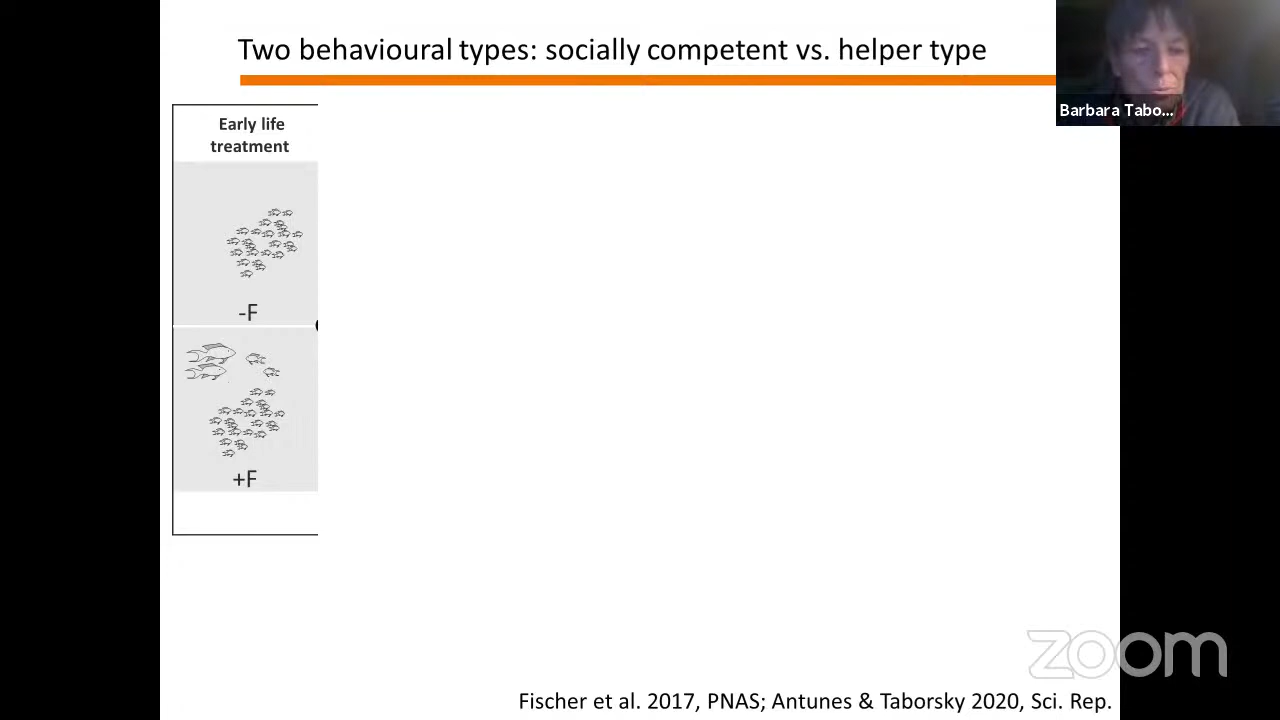 Two behavioural types: socially competent vs. helper type
Barbara Tabo...
Early life
treatment
-F
+F
zoom
Fischer et al. 2017, PNAS; Antunes & Taborsky 2020, Sci. Rep.